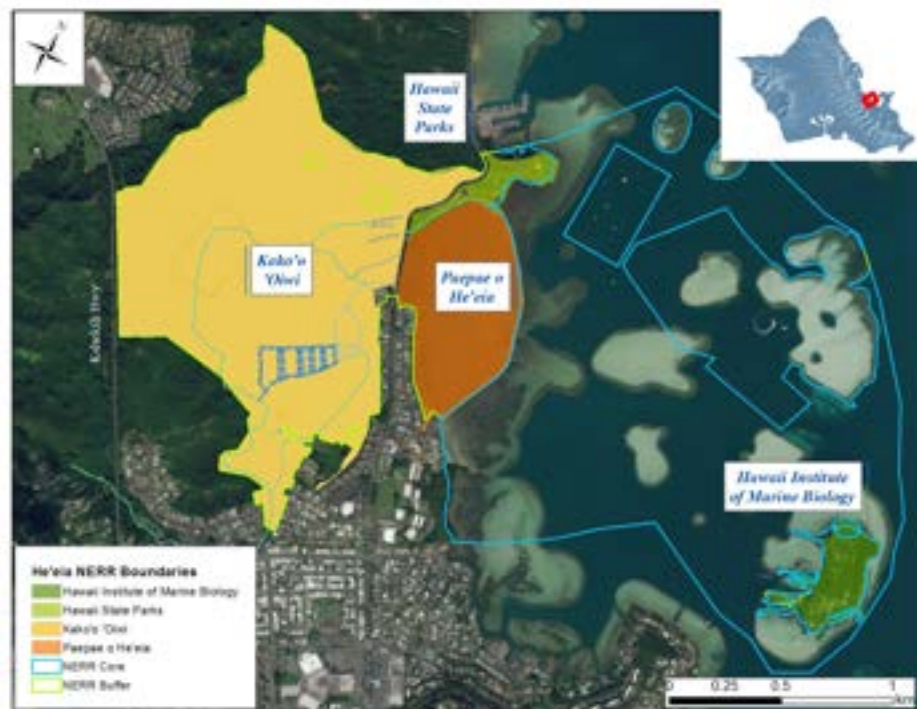 N
Hawaii
State
Parks
Kako'o
'Oiwi
Paepae o
He'eia
Hawaii Institute
of Marine Biology
He'eia NERR Boundaries
Hawaii Institute of Marine Biology
Hawaii State Parks
Kako'o 'Oiwi
Paepae o He'eia
NERR Core
NERR Buffer
0 0.25 0.5 1
km